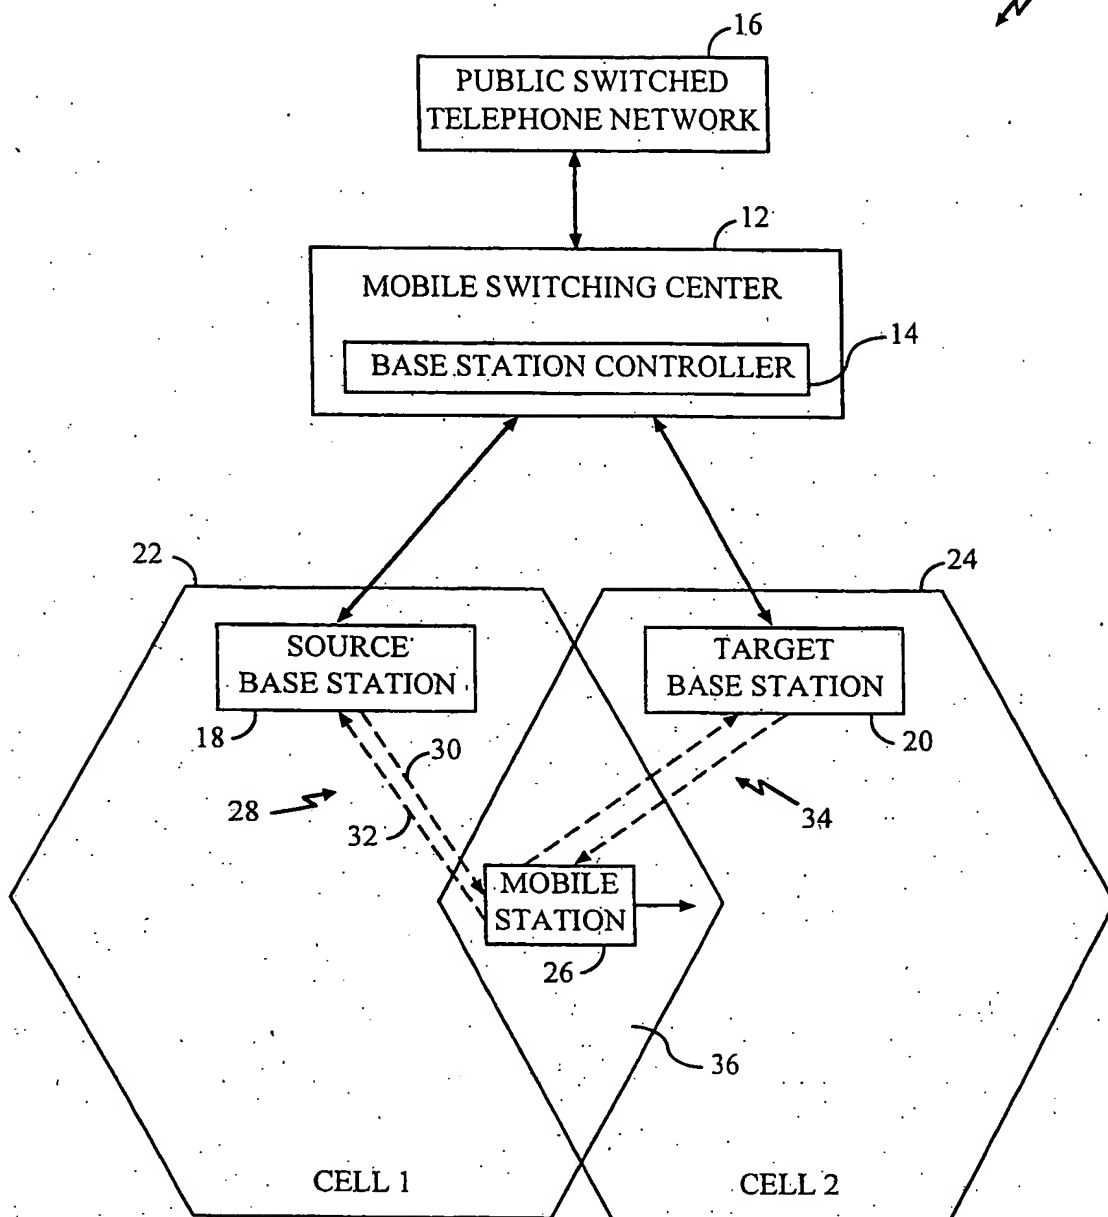 16
PUBLIC SWITCHED
TELEPHONE NETWORK
12
MOBILE SWITCHING CENTER
14
BASE STATION CONTROLLER
22
24
SOURCE
BASE STATION
TARGET
BASE STATION
18
30
20
28
32
34
MOBILE
STATION
26
36
CELL 1
CELL 2